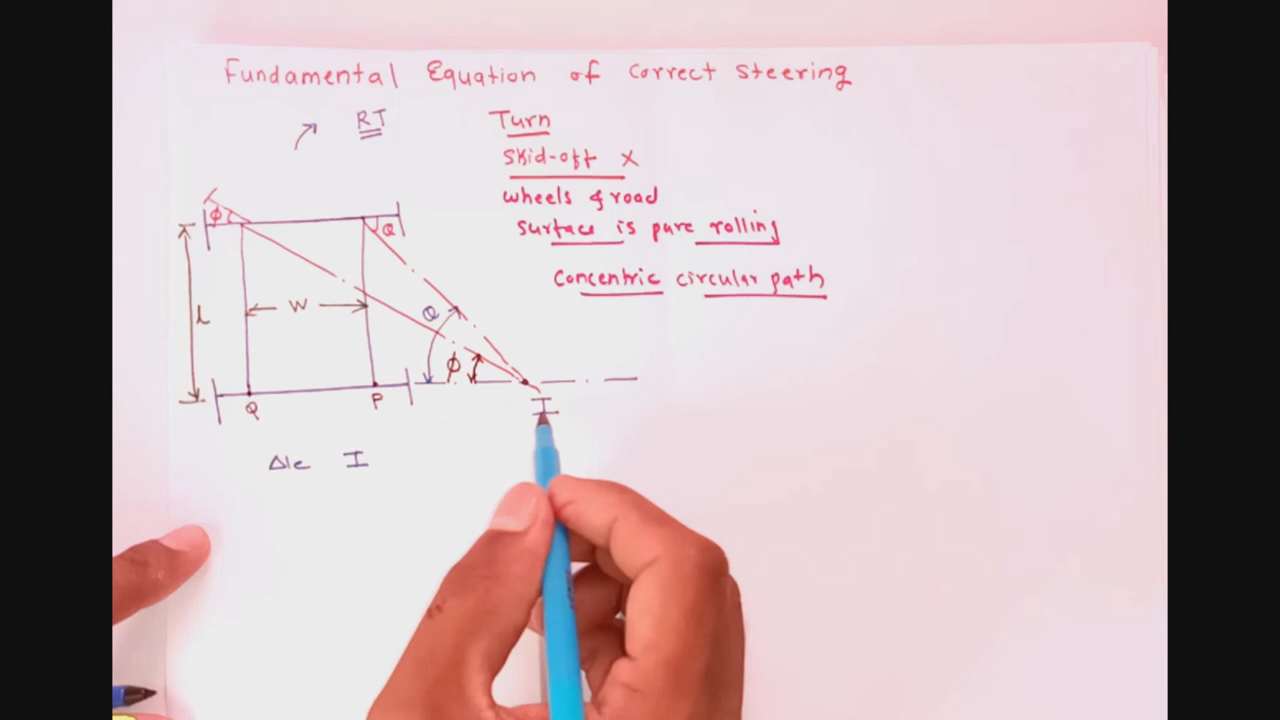 Fundamental Equation of correct steering
RT
Turn
skid-off x
wheels & road
surface is pure rolling
Concentric circular path
φ
θ
l
W
θ
φ
Q
P
I
Δle I